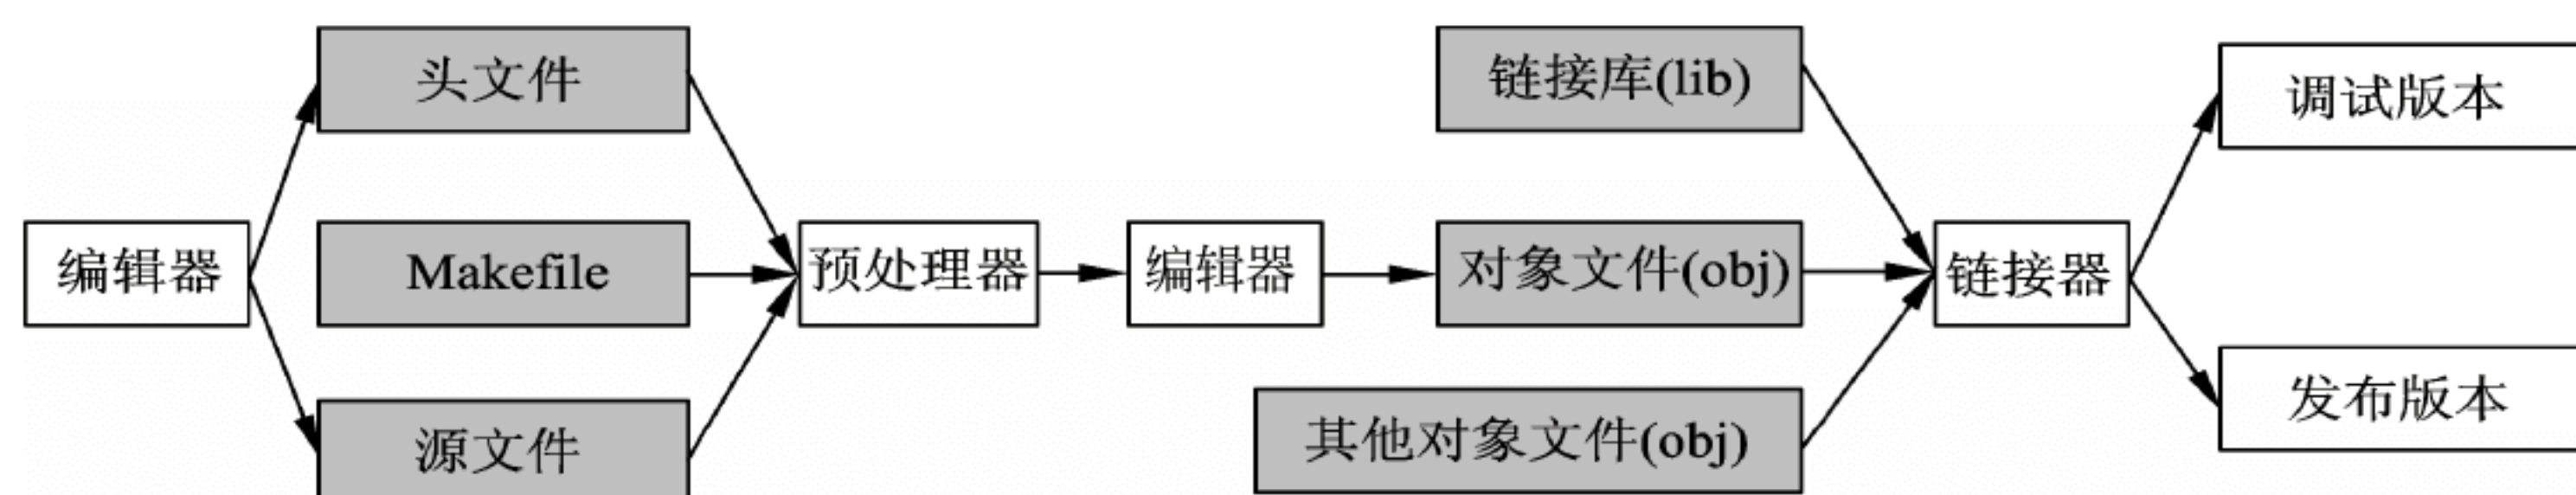 编辑器
头文件
Makefile
源文件
预处理器
编辑器
链接库(lib)
对象文件(obj)
其他对象文件(obj)
链接器
调试版本
发布版本